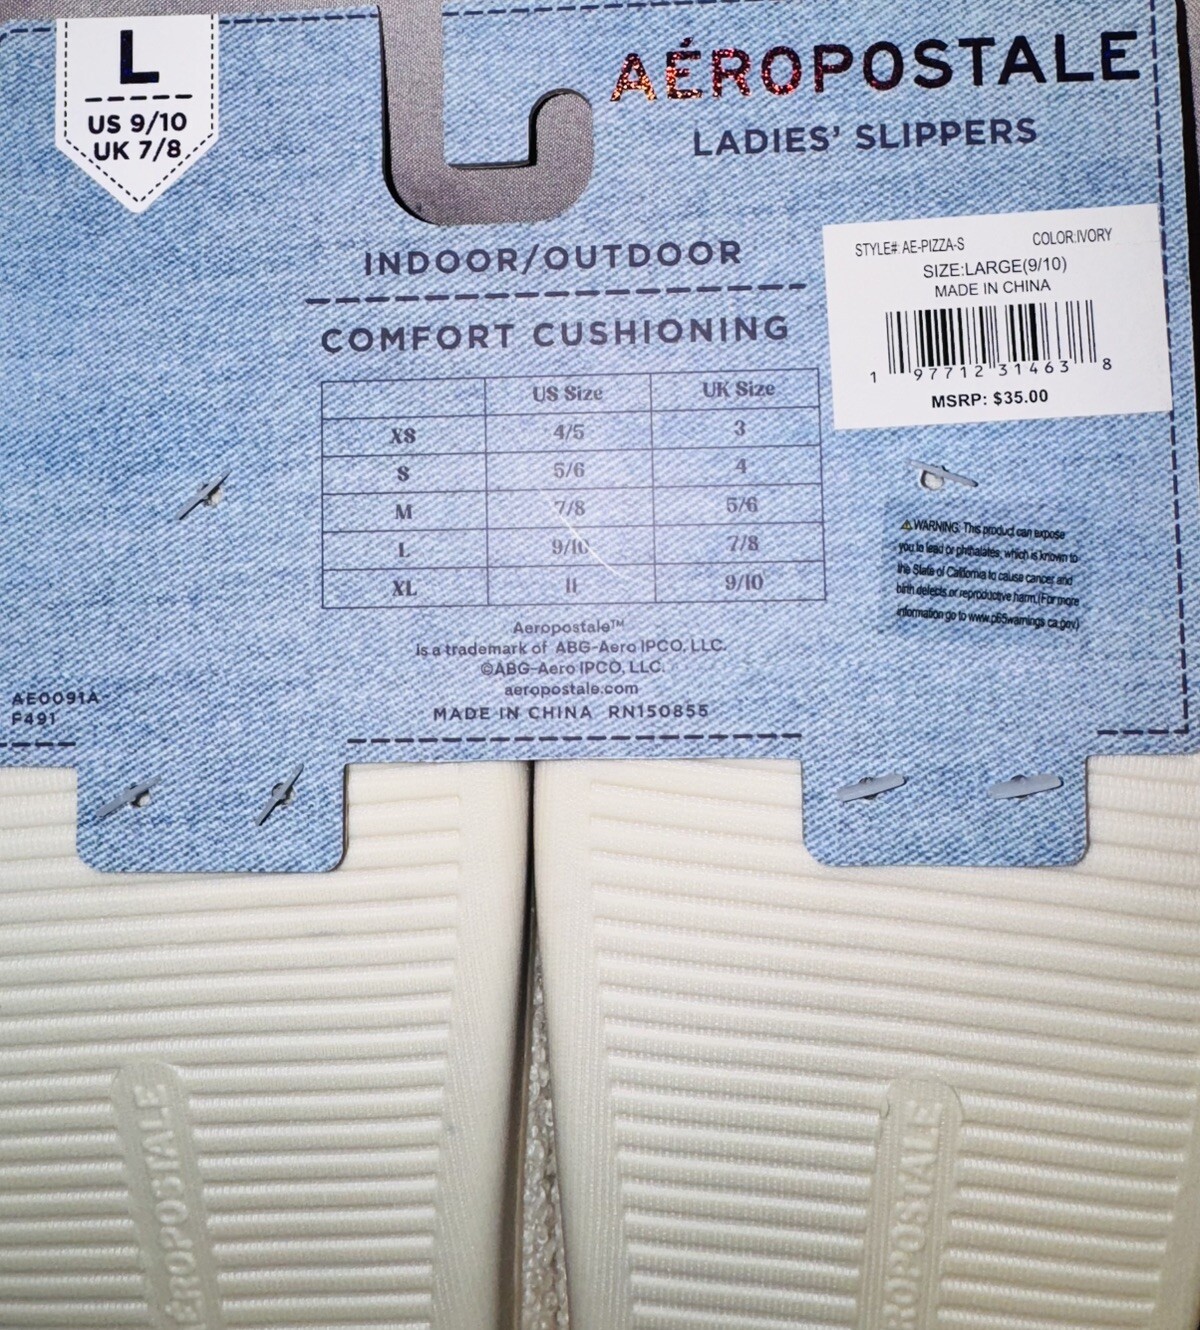 L
US 9/10
UK 7/8
AÉROPOSTALE
LADIES' SLIPPERS
INDOOR/OUTDOOR
COMFORT CUSHIONING
STYLE#: AE-PIZZA-S COLOR:IVORY
SIZE:LARGE(9/10)
MADE IN CHINA
1 97712 31463 8
MSRP: $35.00
US Size UK Size
XS 4/5 3
S 5/6 4
M 7/8 5/6
L 9/10 7/8
XL 11 9/10
⚠WARNING: This product can expose
you to lead or phthalates, which is known to
the State of California to cause cancer and
birth defects or reproductive harm.(For more
information go to www.p65warnings.ca.gov)
Aeropostale™
is a trademark of ABG-Aero IPCO, LLC.
©ABG-Aero IPCO, LLC.
aeropostale.com
MADE IN CHINA RN150855
AE0091A-
F491
AÉROPOSTALE
ROPOSTALE